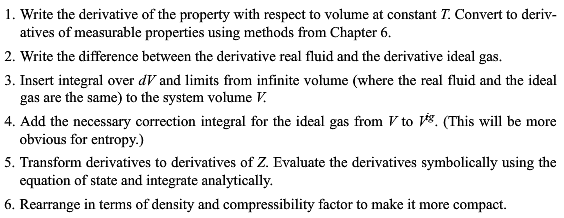 1. Write the derivative of the property with respect to volume at constant T. Convert to deriv-
atives of measurable properties using methods from Chapter 6.
2. Write the difference between the derivative real fluid and the derivative ideal gas.
3. Insert integral over dV and limits from infinite volume (where the real fluid and the ideal
gas are the same) to the system volume V.
4. Add the necessary correction integral for the ideal gas from V to V^ig. (This will be more
obvious for entropy.)
5. Transform derivatives to derivatives of Z. Evaluate the derivatives symbolically using the
equation of state and integrate analytically.
6. Rearrange in terms of density and compressibility factor to make it more compact.